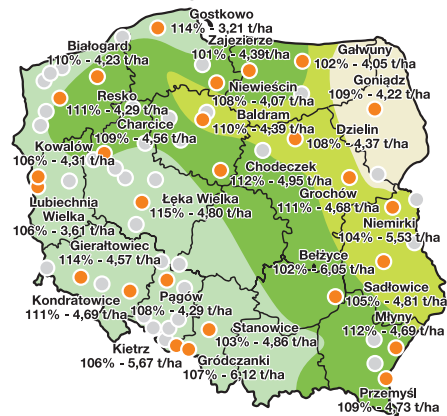 Gostkowo
114% - 3,21 t/ha
Białogard
110% - 4,23 t/ha
Zajezierze
101% - 4,39t/ha
Gałwuny
102% - 4,05 t/ha
Goniądz
109% - 4,22 t/ha
Resko
111% - 4,29 t/ha
Niewieścin
108% - 4,07 t/ha
Charcice
109% - 4,56 t/ha
Baldram
110% - 4,39 t/ha
Dzielin
108% - 4,37 t/ha
Kowalów
106% - 4,31 t/ha
Chodeczek
112% - 4,95 t/ha
Łęka Wielka
115% - 4,80 t/ha
Grochów
111% - 4,68 t/ha
Lubiechnia
Wielka
106% - 3,61 t/ha
Niemirki
104% - 5,53 t/ha
Gierałtowiec
114% - 4,57 t/ha
Bełżyce
102% - 6,05 t/ha
Sadłowice
105% - 4,81 t/ha
Kondratowice
111% - 4,69 t/ha
Pągów
108% - 4,29 t/ha
Stanowice
103% - 4,86 t/ha
Młyny
112% - 4,69 t/ha
Kietrz
106% - 5,67 t/ha
Gródczanki
107% - 6,12 t/ha
Przemyśl
109% - 4,73 t/ha